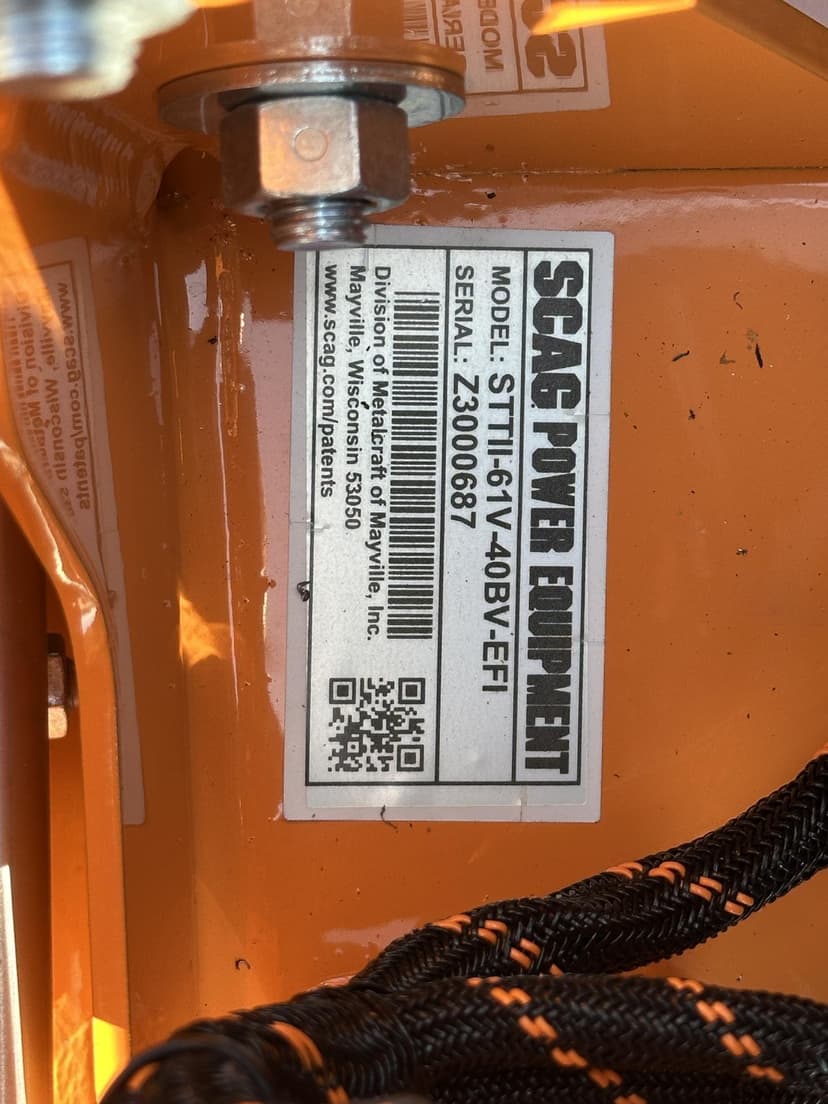 SCAG POWER EQUIPMENT
MODEL: STTII-61V-40BV-EFI
SERIAL: Z3000687
Division of Metalcraft of Mayville, Inc.
Mayville, Wisconsin 53050
www.scag.com/patents